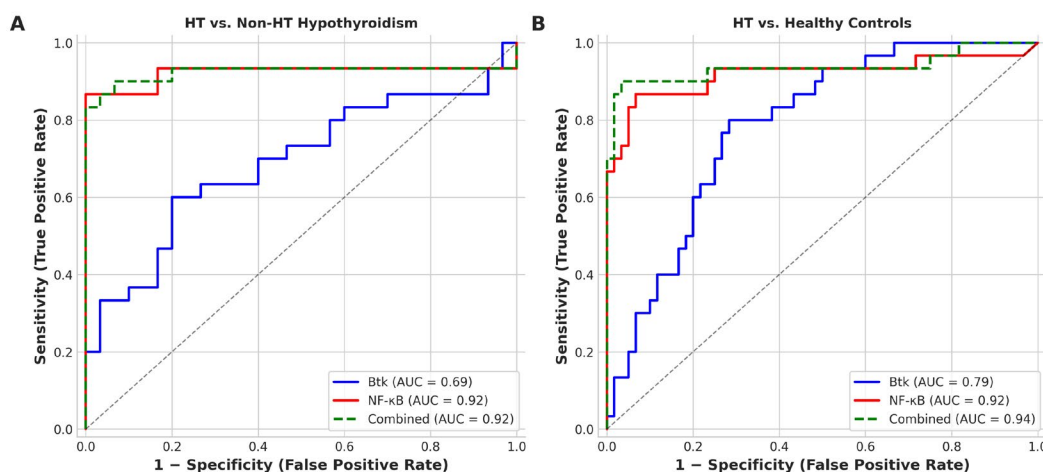 A
HT vs. Non-HT Hypothyroidism
Sensitivity (True Positive Rate)
1.0
0.8
0.6
0.4
0.2
0.0
0.0 0.2 0.4 0.6 0.8 1.0
1 − Specificity (False Positive Rate)
Btk (AUC = 0.69)
NF-κB (AUC = 0.92)
Combined (AUC = 0.92)
B
HT vs. Healthy Controls
Sensitivity (True Positive Rate)
1.0
0.8
0.6
0.4
0.2
0.0
0.0 0.2 0.4 0.6 0.8 1.0
1 − Specificity (False Positive Rate)
Btk (AUC = 0.79)
NF-κB (AUC = 0.92)
Combined (AUC = 0.94)